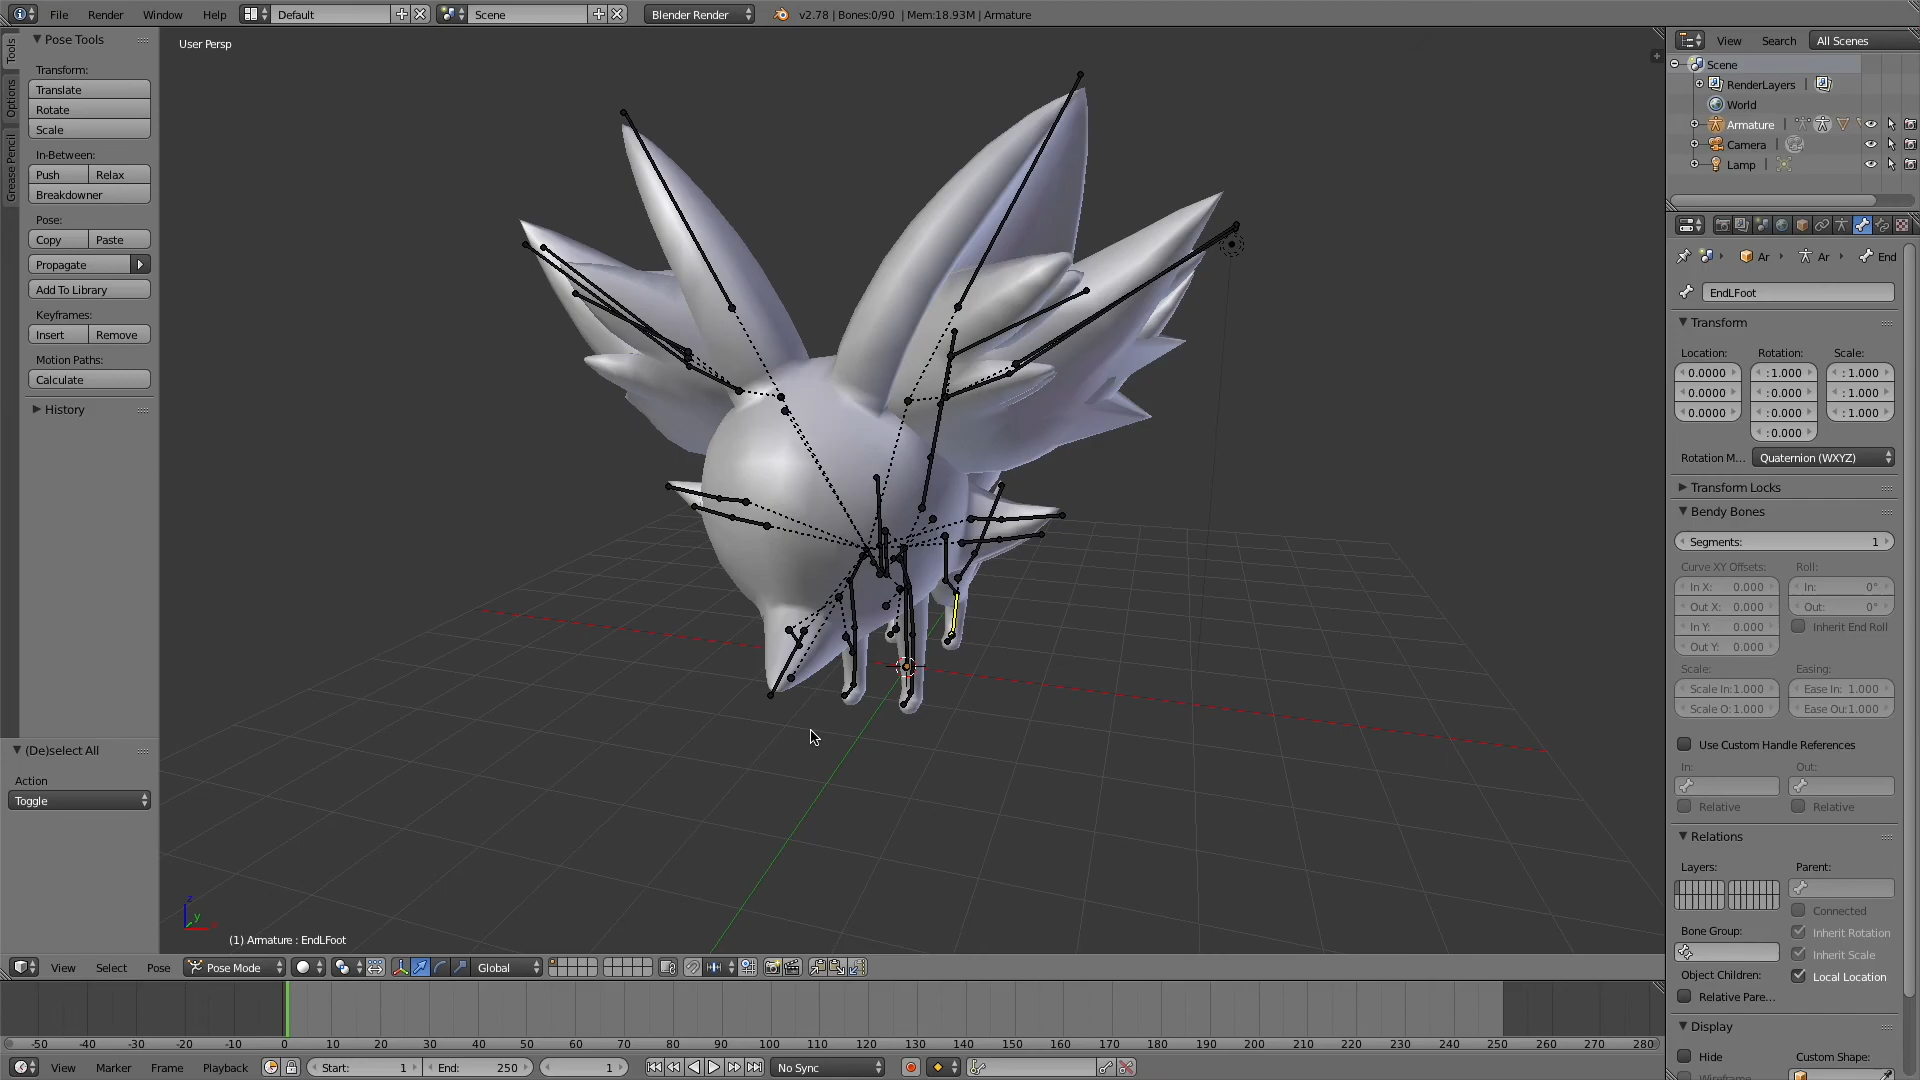 File Render Window Help Default Scene Blender Render v2.78 | Bones:0/90 | Mem:18.93M | Armature
Tools
Options
Grease Pencil
Pose Tools
Transform:
Translate
Rotate
Scale
In-Between:
Push Relax
Breakdowner
Pose:
Copy Paste
Propagate
Add To Library
Keyframes:
Insert Remove
Motion Paths:
Calculate
History
(De)select All
Action
Toggle
User Persp
z
y
x
(1) Armature : EndLFoot
View Select Pose Pose Mode Global
-50 -40 -30 -20 -10 0 10 20 30 40 50 60 70 80 90 100 110 120 130 140 150 160 170 180 190 200 210 220 230 240 250 260 270 280
View Marker Frame Playback Start: 1 End: 250 1 No Sync
View Search All Scenes
Scene
RenderLayers |
World
Armature
Camera
Lamp
Ar Ar End
EndLFoot
Transform
Location: Rotation: Scale:
0.0000 :1.000 :1.000
0.0000 :0.000 :1.000
0.0000 :0.000 :1.000
:0.000
Rotation M... Quaternion (WXYZ)
Transform Locks
Bendy Bones
Segments: 1
Curve XY Offsets: Roll:
In X: 0.000 In: 0°
Out X: 0.000 Out: 0°
In Y: 0.000 Inherit End Roll
Out Y: 0.000
Scale: Easing:
Scale In:1.000 Ease In: 1.000
Scale O:1.000 Ease Ou:1.000
Use Custom Handle References
In: Out:
Relative Relative
Relations
Layers: Parent:
Connected
Bone Group: Inherit Rotation
Inherit Scale
Object Children: Local Location
Relative Pare...
Display
Hide Custom Shape:
Wireframe